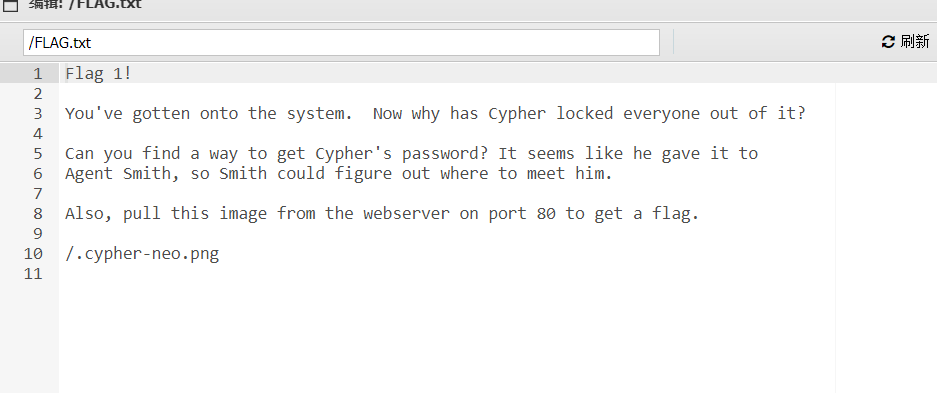 编辑: /FLAG.txt
/FLAG.txt
刷新
1 Flag 1!
2
3 You've gotten onto the system.  Now why has Cypher locked everyone out of it?
4
5 Can you find a way to get Cypher's password? It seems like he gave it to
6 Agent Smith, so Smith could figure out where to meet him.
7
8 Also, pull this image from the webserver on port 80 to get a flag.
9
10 /.cypher-neo.png
11